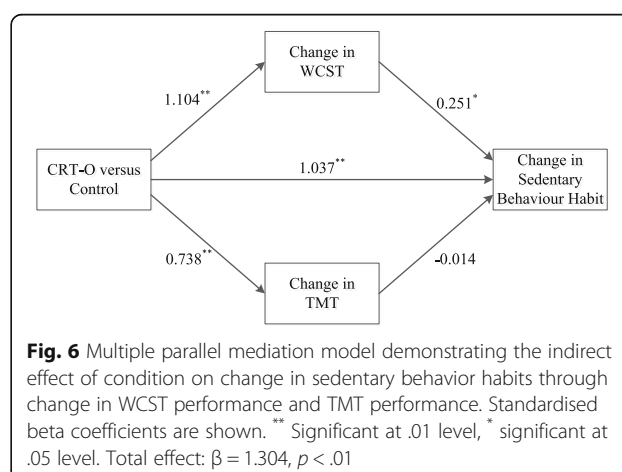 Change in
WCST
1.104**
0.251*
CRT-O versus
Control
1.037**
Change in
Sedentary
Behaviour Habit
0.738**
-0.014
Change in
TMT
Fig. 6 Multiple parallel mediation model demonstrating the indirect
effect of condition on change in sedentary behavior habits through
change in WCST performance and TMT performance. Standardised
beta coefficients are shown. ** Significant at .01 level, * significant at
.05 level. Total effect: β = 1.304, p < .01